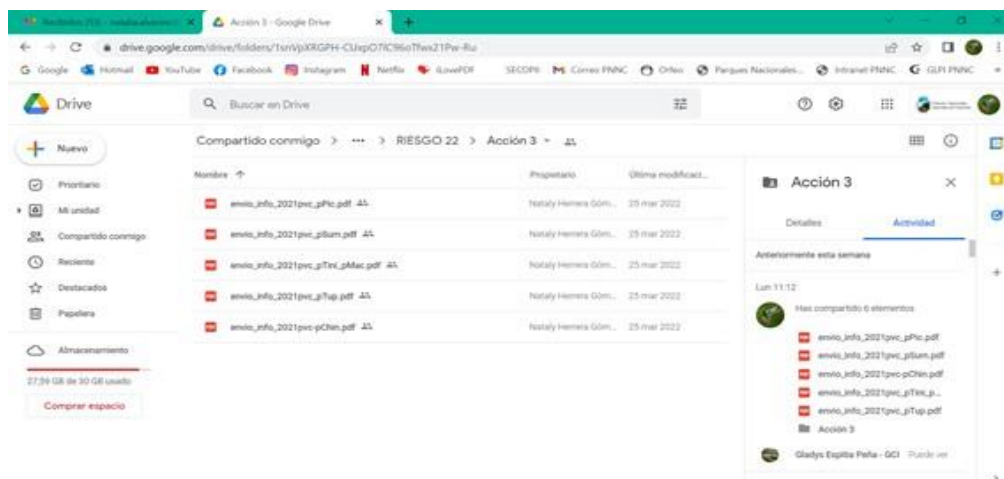 Acción 3 - Google Drive
drive.google.com/drive/folders/
Google Hotmail YouTube Facebook Instagram Netflix iLovePDF SECOPII Correo PNNC Orfeo Parques Nacionales... Intranet PNNC GLPI PNNC
Drive
Buscar en Drive
Nuevo
Compartido conmigo > ... > RIESGO 22 > Acción 3
Prioritario
Mi unidad
Compartido conmigo
Reciente
Destacados
Papelera
Almacenamiento
27,59 GB de 30 GB usado
Comprar espacio
Nombre Propietario Última modificaci...
envio_info_2021pvc_pPic.pdf Nataly Herrera Góm... 25 mar 2022
envio_info_2021pvc_pSum.pdf Nataly Herrera Góm... 25 mar 2022
envio_info_2021pvc_pTini_pMac.pdf Nataly Herrera Góm... 25 mar 2022
envio_info_2021pvc_pTup.pdf Nataly Herrera Góm... 25 mar 2022
envio_info_2021pvc-pChin.pdf Nataly Herrera Góm... 25 mar 2022
Acción 3
Detalles Actividad
Anteriormente esta semana
Lun 11:12
Has compartido 6 elementos
envio_info_2021pvc_pPic.pdf
envio_info_2021pvc_pSum.pdf
envio_info_2021pvc-pChin.pdf
envio_info_2021pvc_pTini_p...
envio_info_2021pvc_pTup.pdf
Acción 3
Gladys Espitia Peña - GCI Puede ver